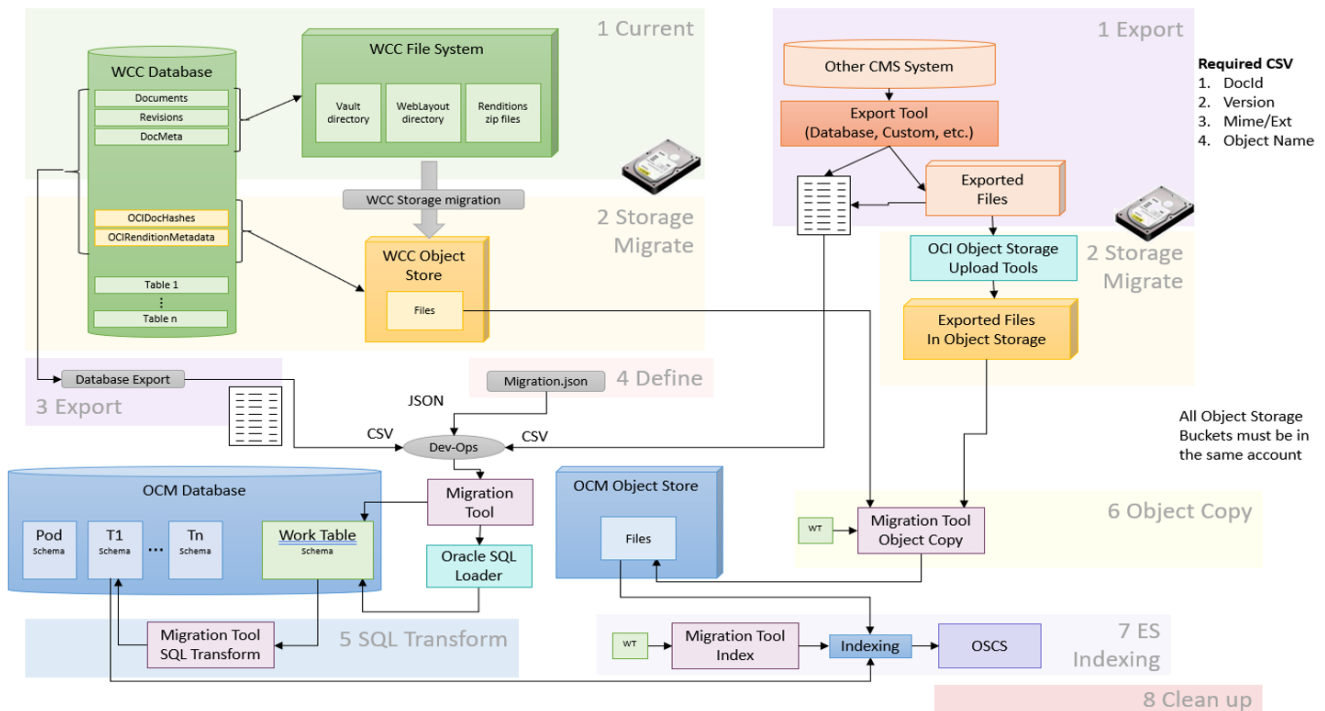 1 Current
WCC Database
Documents
Revisions
DocMeta
OCIDocHashes
OCIRenditionMetadata
Table 1
Table n
WCC File System
Vault
directory
WebLayout
directory
Renditions
zip files
WCC Storage migration
2 Storage
Migrate
WCC Object
Store
Files
1 Export
Other CMS System
Export Tool
(Database, Custom, etc.)
Exported
Files
Required CSV
1. DocId
2. Version
3. Mime/Ext
4. Object Name
OCI Object Storage
Upload Tools
2 Storage
Migrate
Exported Files
In Object Storage
Database Export
3 Export
4 Define
Migration.json
JSON
CSV
CSV
Dev-Ops
All Object Storage
Buckets must be in
the same account
OCM Database
Pod
Schema
T1
Schema
...
Tn
Schema
Work Table
Schema
Migration
Tool
Oracle SQL
Loader
OCM Object Store
Files
6 Object Copy
WT
Migration Tool
Object Copy
Migration Tool
SQL Transform
5 SQL Transform
WT
Migration Tool
Index
Indexing
OSCS
7 ES
Indexing
8 Clean up